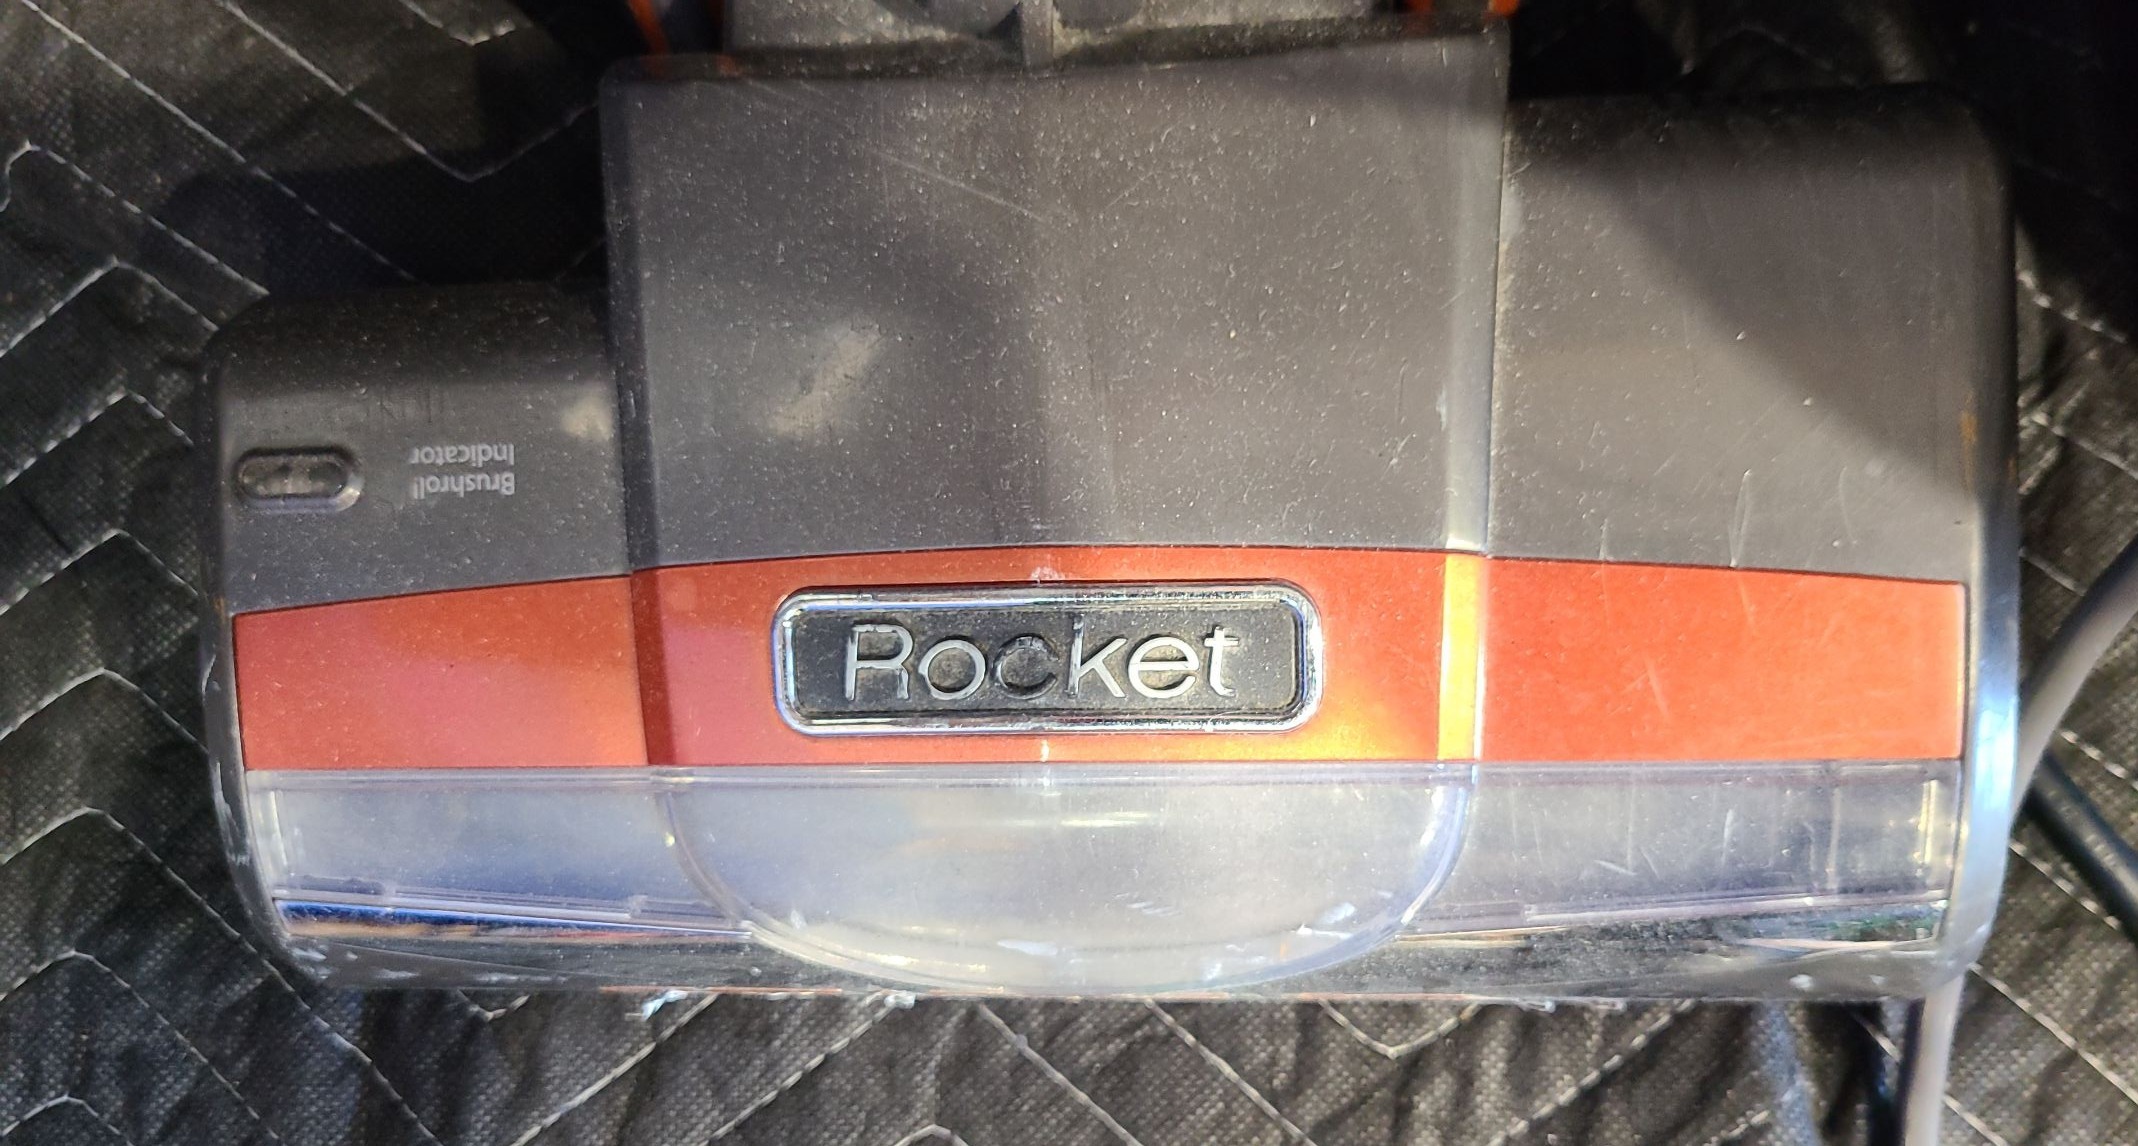 Brushroll
Indicator
Rocket